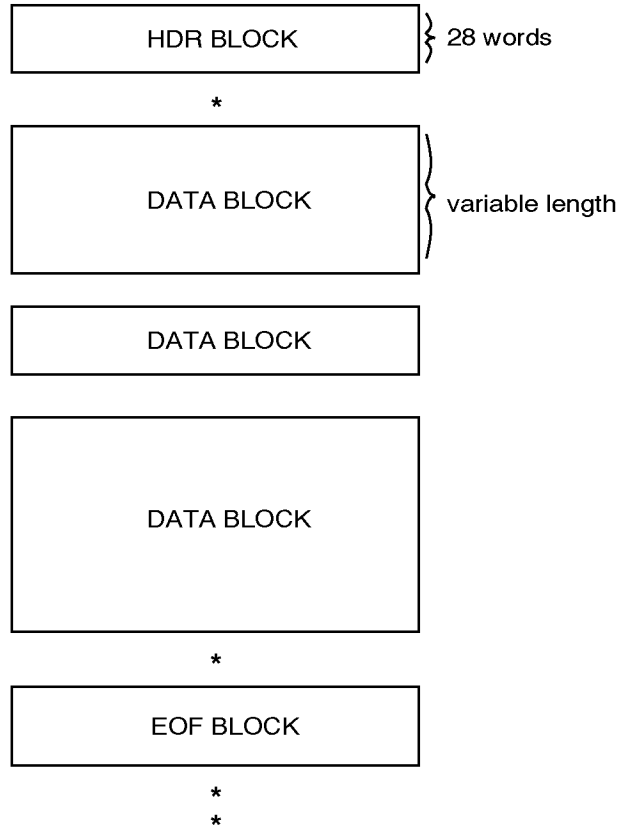 HDR BLOCK
28 words
*
DATA BLOCK
variable length
DATA BLOCK
DATA BLOCK
*
EOF BLOCK
*
*